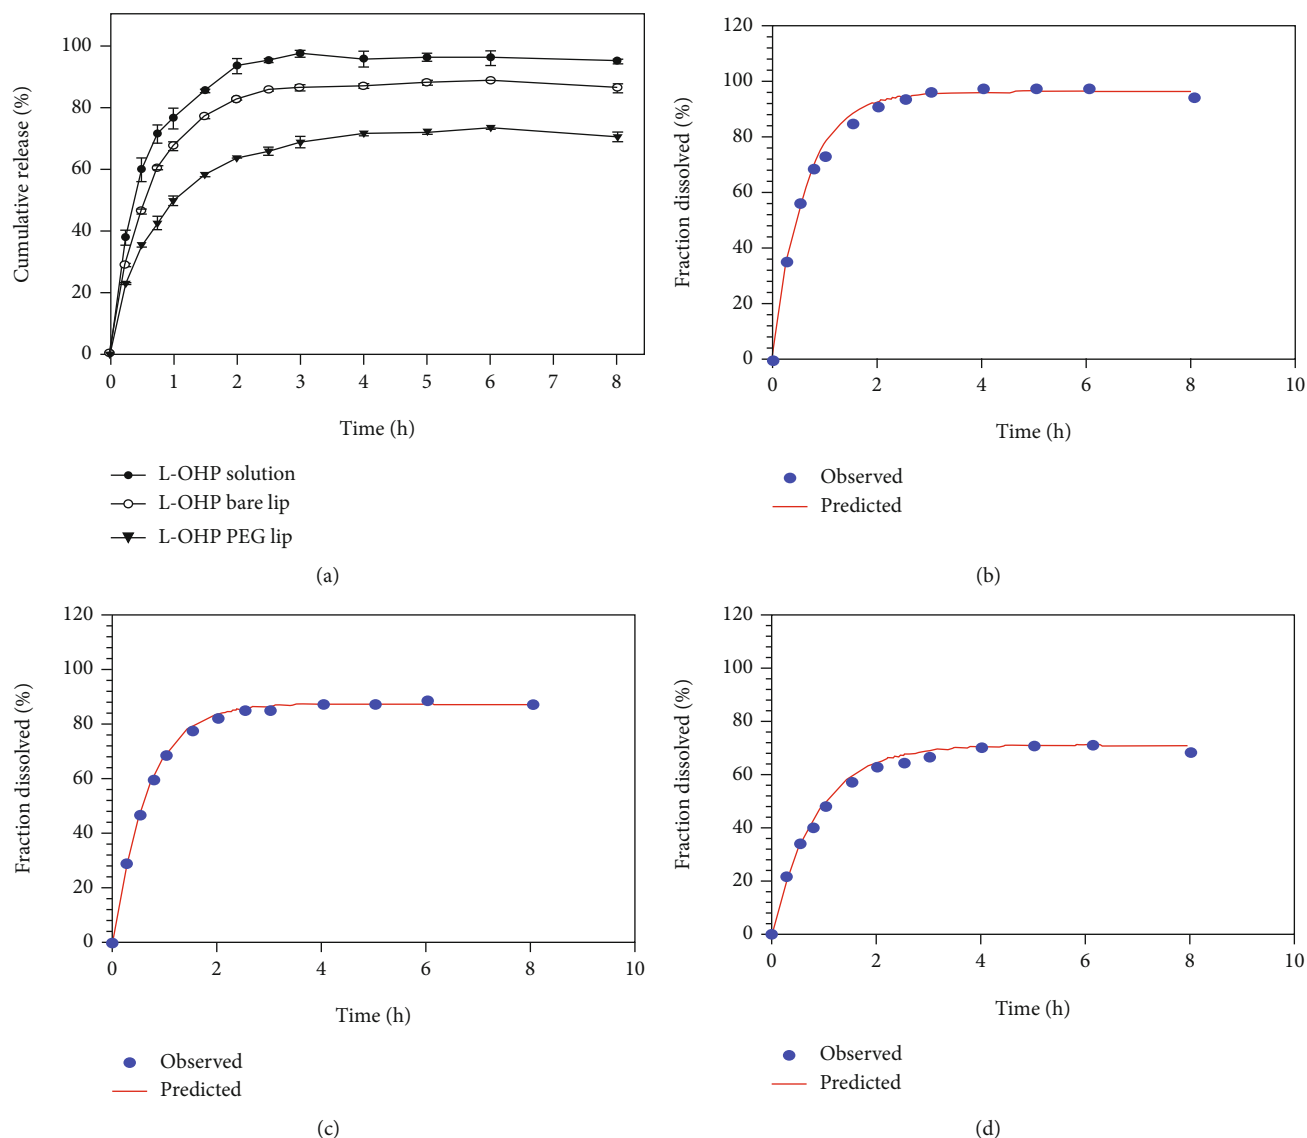 Cumulative release (%)
100
80
60
40
20
0
0 1 2 3 4 5 6 7 8
Time (h)
L-OHP solution
L-OHP bare lip
L-OHP PEG lip
(a)
Fraction dissolved (%)
120
100
80
60
40
20
0
0 2 4 6 8 10
Time (h)
Observed
Predicted
(b)
Fraction dissolved (%)
120
100
80
60
40
20
0
0 2 4 6 8 10
Time (h)
Observed
Predicted
(c)
Fraction dissolved (%)
120
100
80
60
40
20
0
0 2 4 6 8 10
Time (h)
Observed
Predicted
(d)